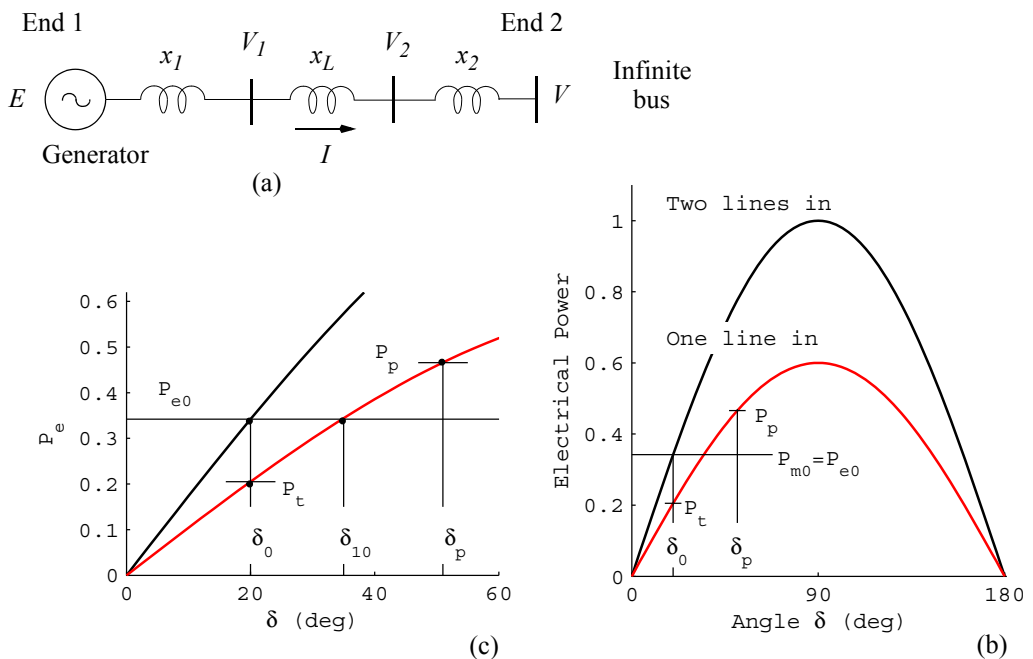 End 1
End 2
x1
V1
xL
V2
x2
E
V
Infinite
bus
Generator
I
(a)
Two lines in
One line in
Electrical Power
1
0.8
0.6
0.4
0.2
0
Pp
Pm0=Pe0
Pt
δ0
δp
0
90
180
Angle δ (deg)
(b)
Pe
0.6
0.5
0.4
0.3
0.2
0.1
0
Pe0
Pp
Pt
δ0
δ10
δp
0
20
40
60
δ (deg)
(c)